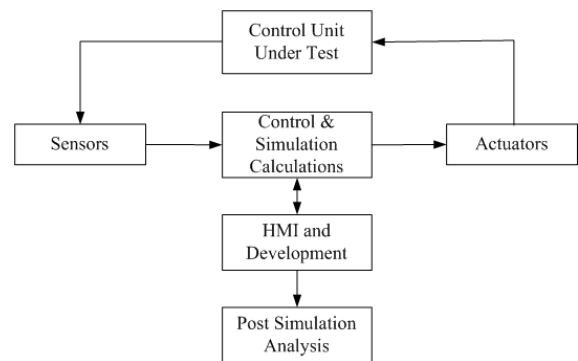 Control Unit
Under Test
Sensors
Control &
Simulation
Calculations
Actuators
HMI and
Development
Post Simulation
Analysis